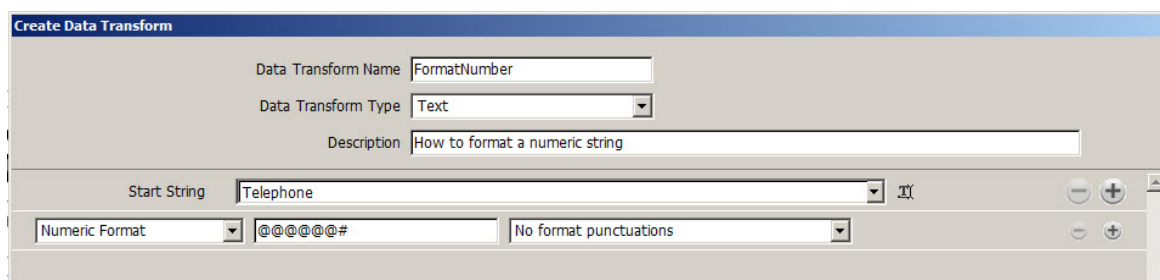 Create Data Transform
Data Transform Name FormatNumber
Data Transform Type Text
Description How to format a numeric string
Start String Telephone
Numeric Format @@@@@@# No format punctuations